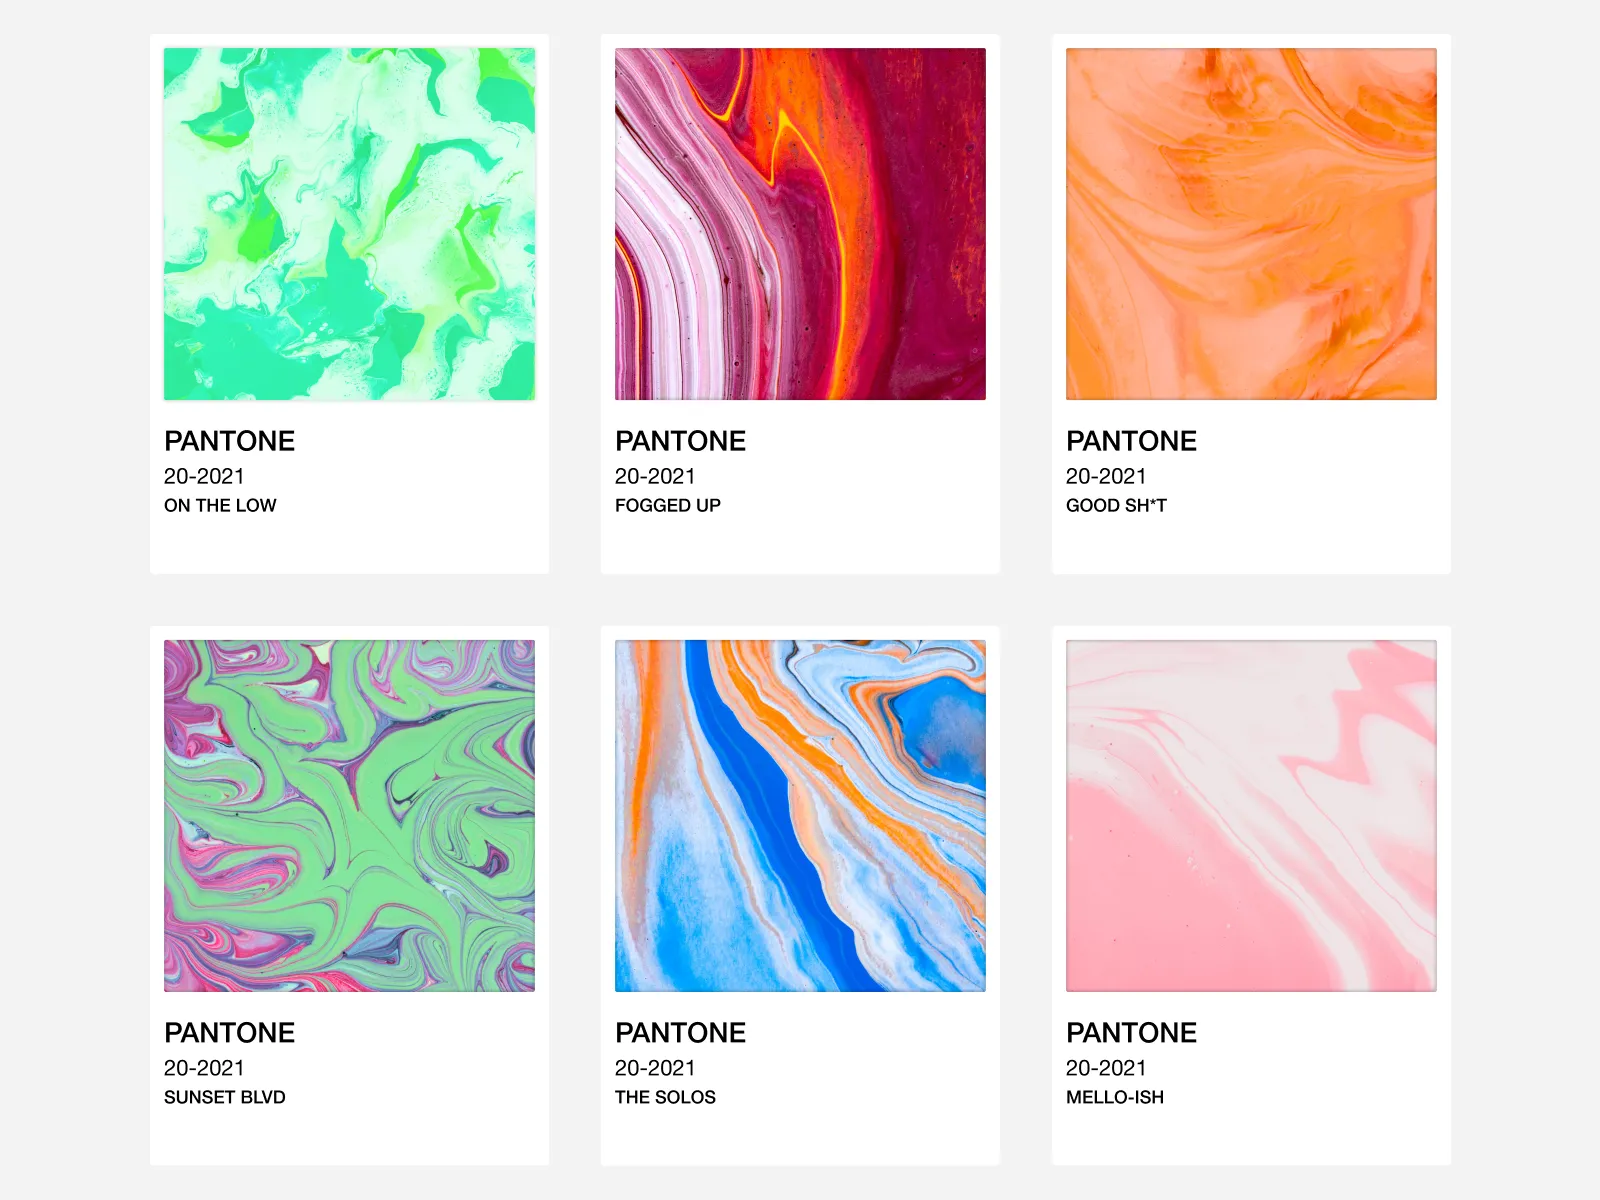 PANTONE
20-2021
ON THE LOW
PANTONE
20-2021
FOGGED UP
PANTONE
20-2021
GOOD SH*T
PANTONE
20-2021
SUNSET BLVD
PANTONE
20-2021
THE SOLOS
PANTONE
20-2021
MELLO-ISH